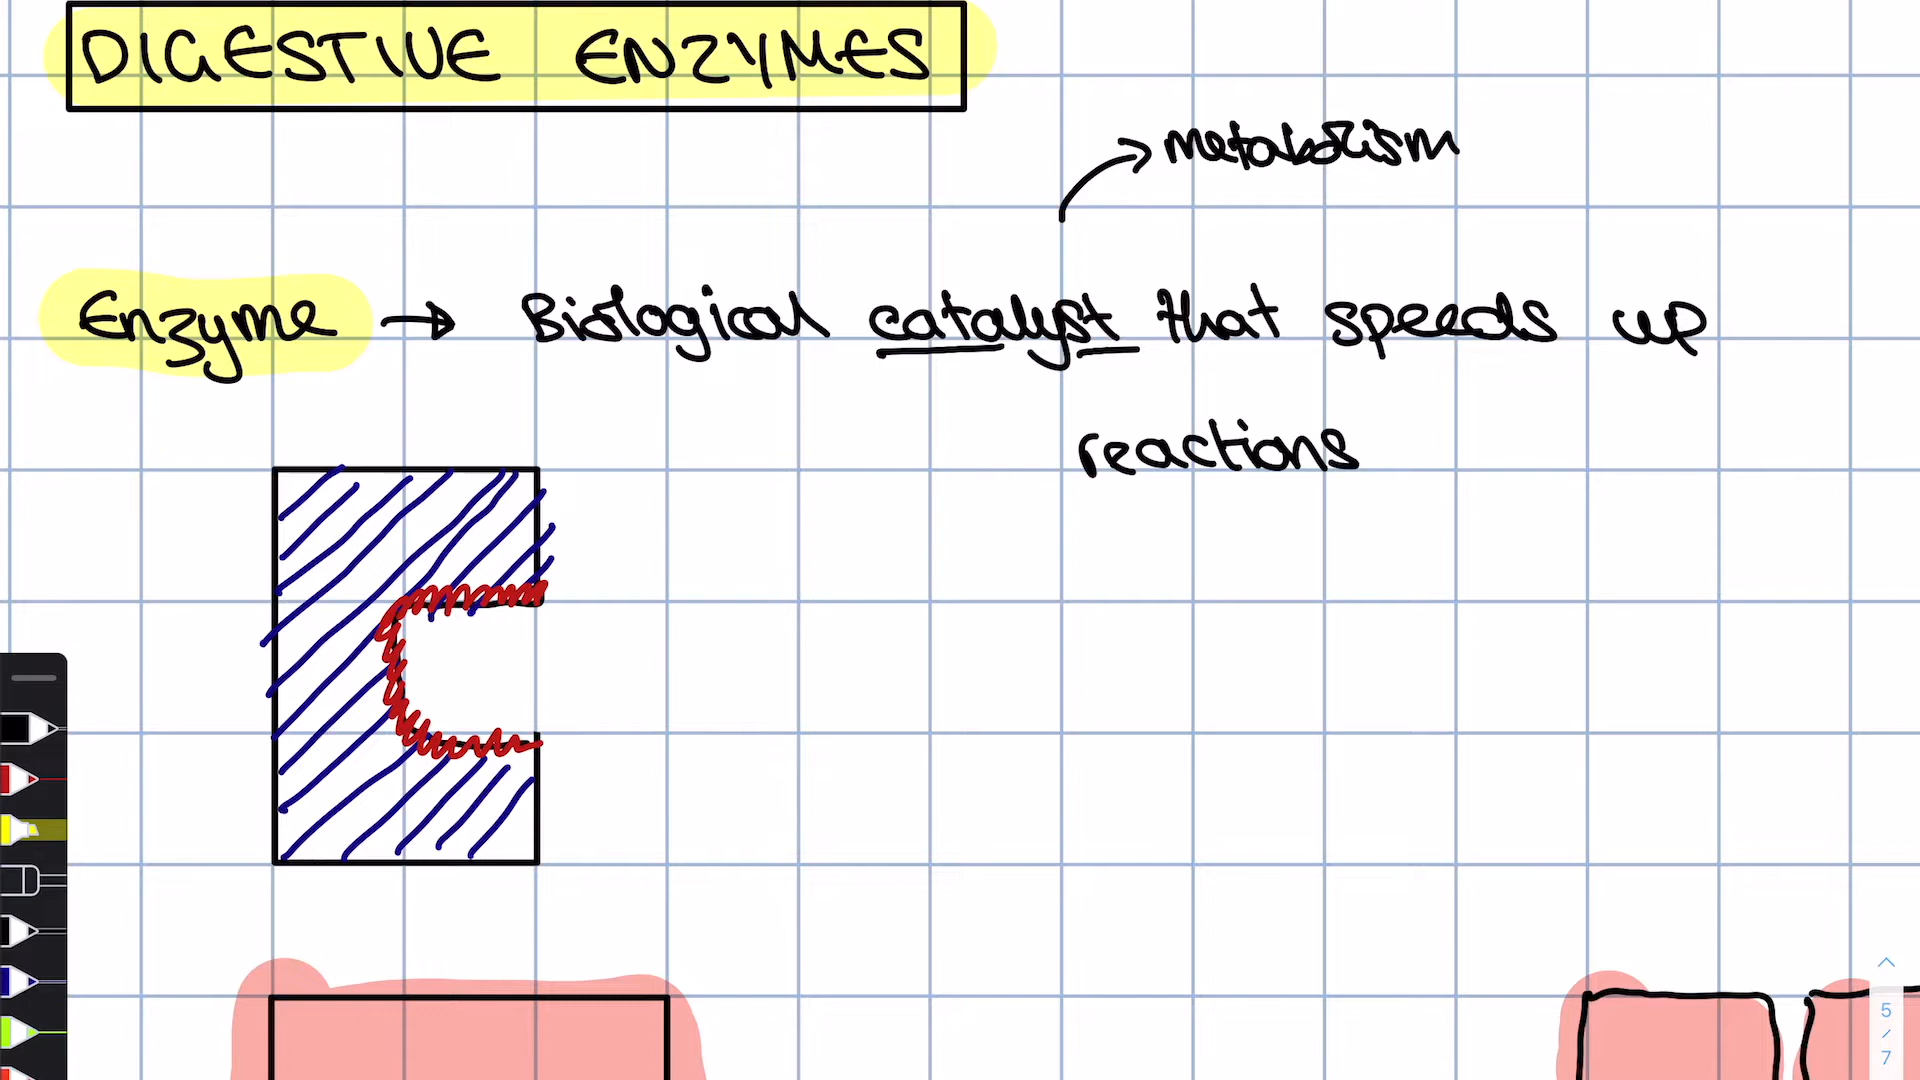 DIGESTIVE ENZYMES
metabolism
Enzyme → Biological catalyst that speeds up
reactions
5
/
7